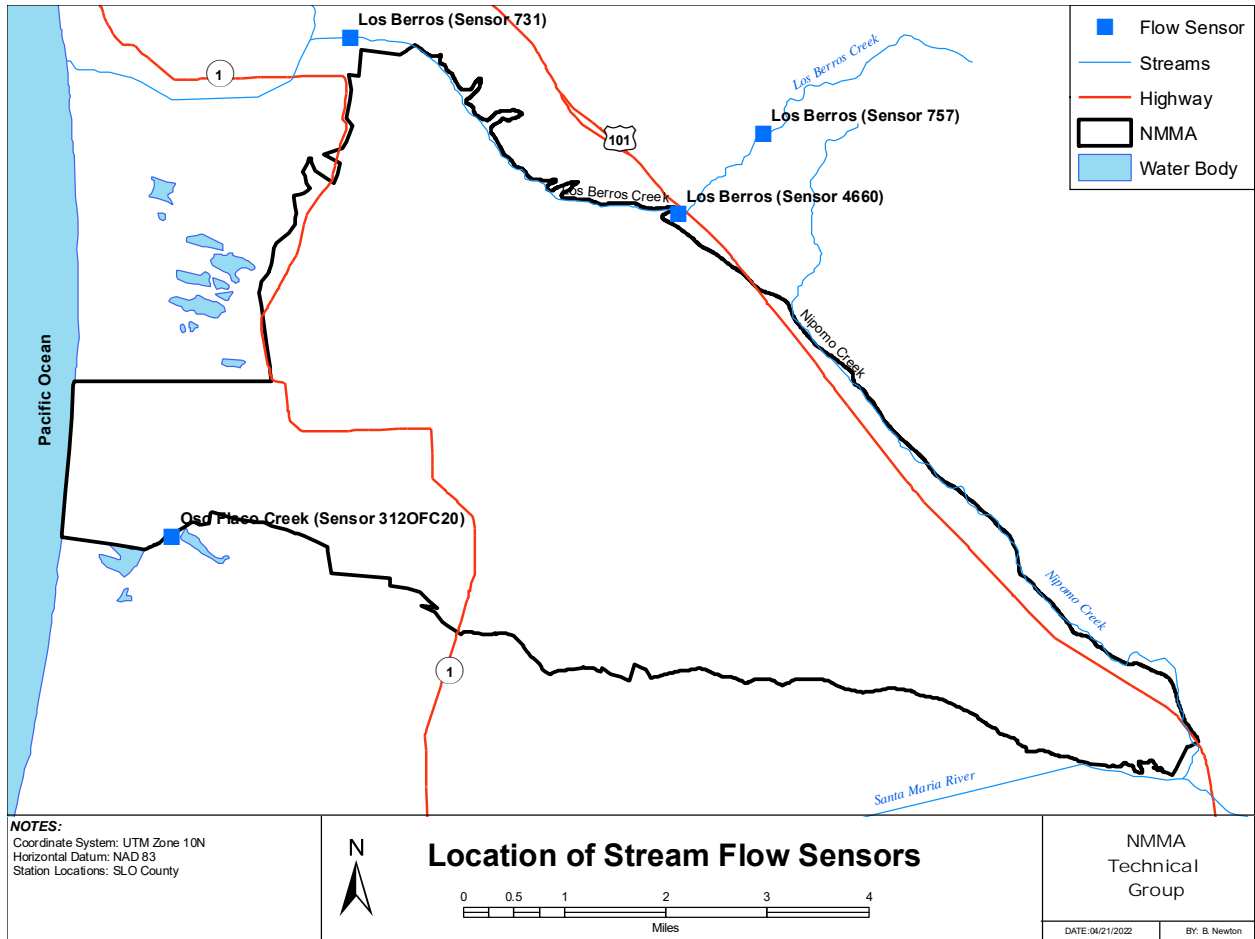 Los Berros (Sensor 731)
Flow Sensor
Streams
Highway
NMMA
Water Body
1
Los Berros Creek
101
Los Berros (Sensor 757)
Los Berros Creek
Los Berros (Sensor 4660)
Nipomo Creek
Pacific Ocean
Oso Flaso Creek (Sensor 312OFC20)
Nipomo Creek
1
Santa Maria River
NOTES:
Coordinate System: UTM Zone 10N
Horizontal Datum: NAD 83
Station Locations: SLO County
N
Location of Stream Flow Sensors
0 0.5 1 2 3 4
Miles
NMMA
Technical
Group
DATE:04/21/2022
BY: B. Newton